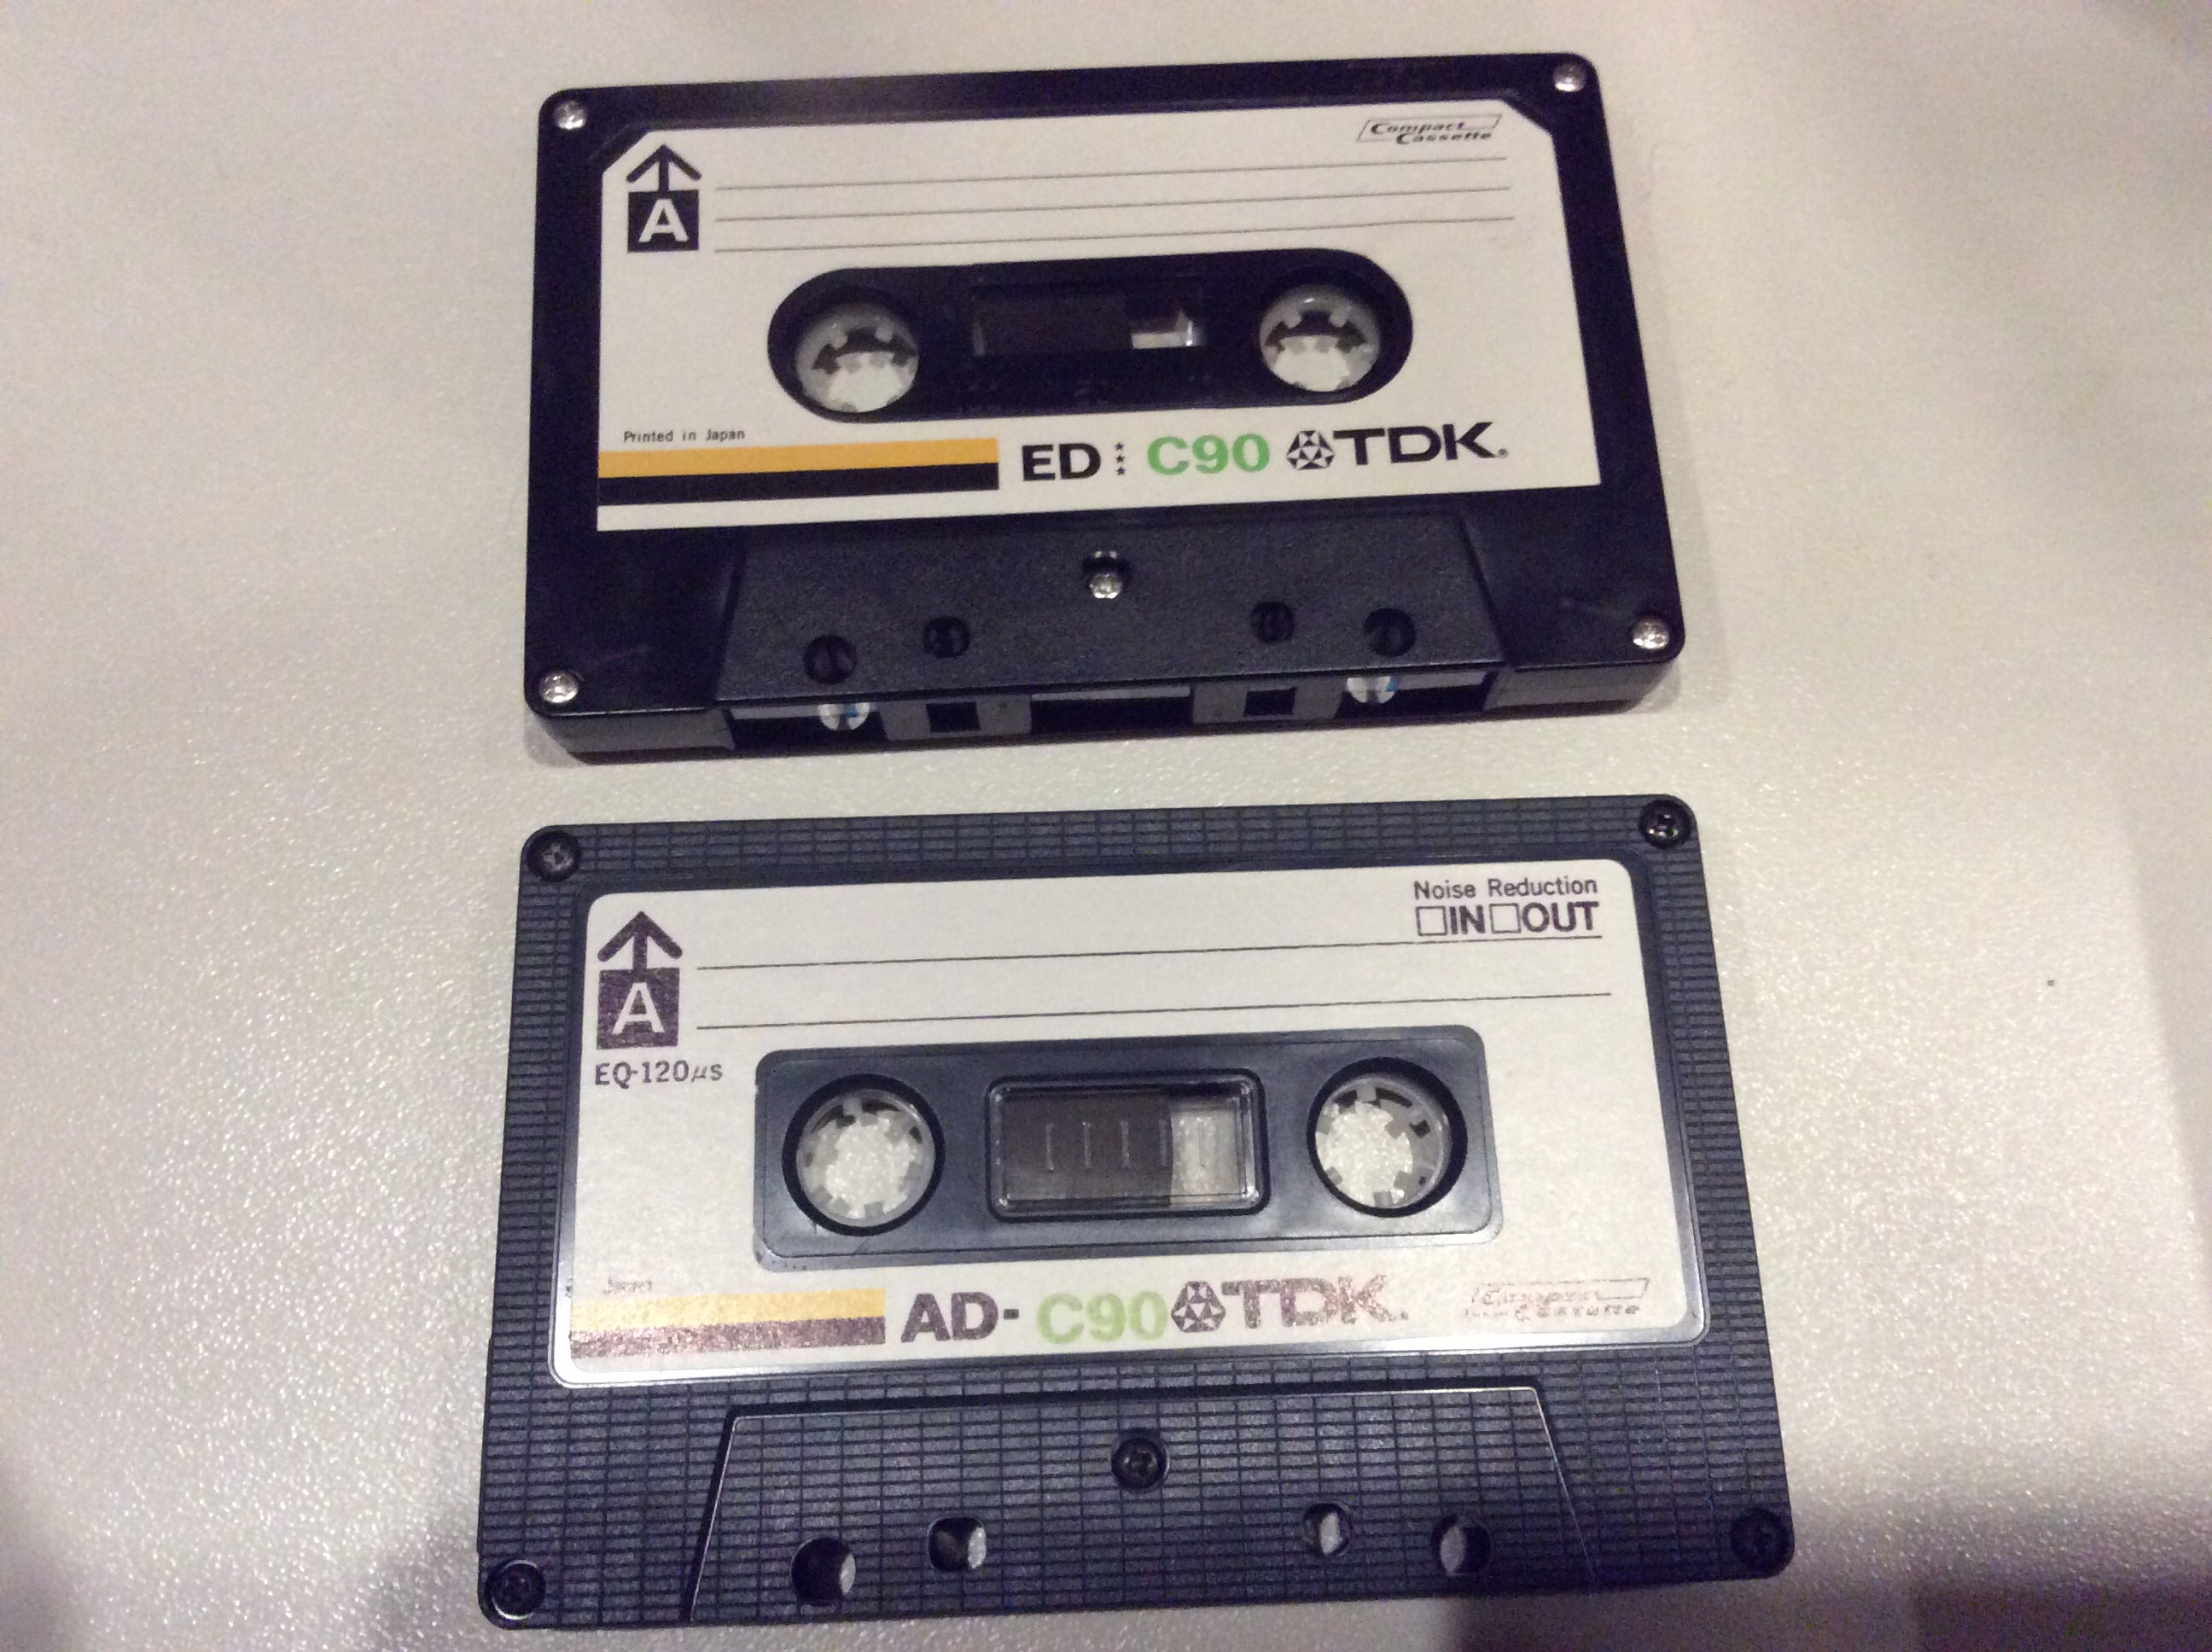 Compact
Cassette
A
Printed in Japan
ED C90 TDK
Noise Reduction
IN OUT
A
EQ-120μs
Japan
AD- C90 TDK
Compact
Cassette